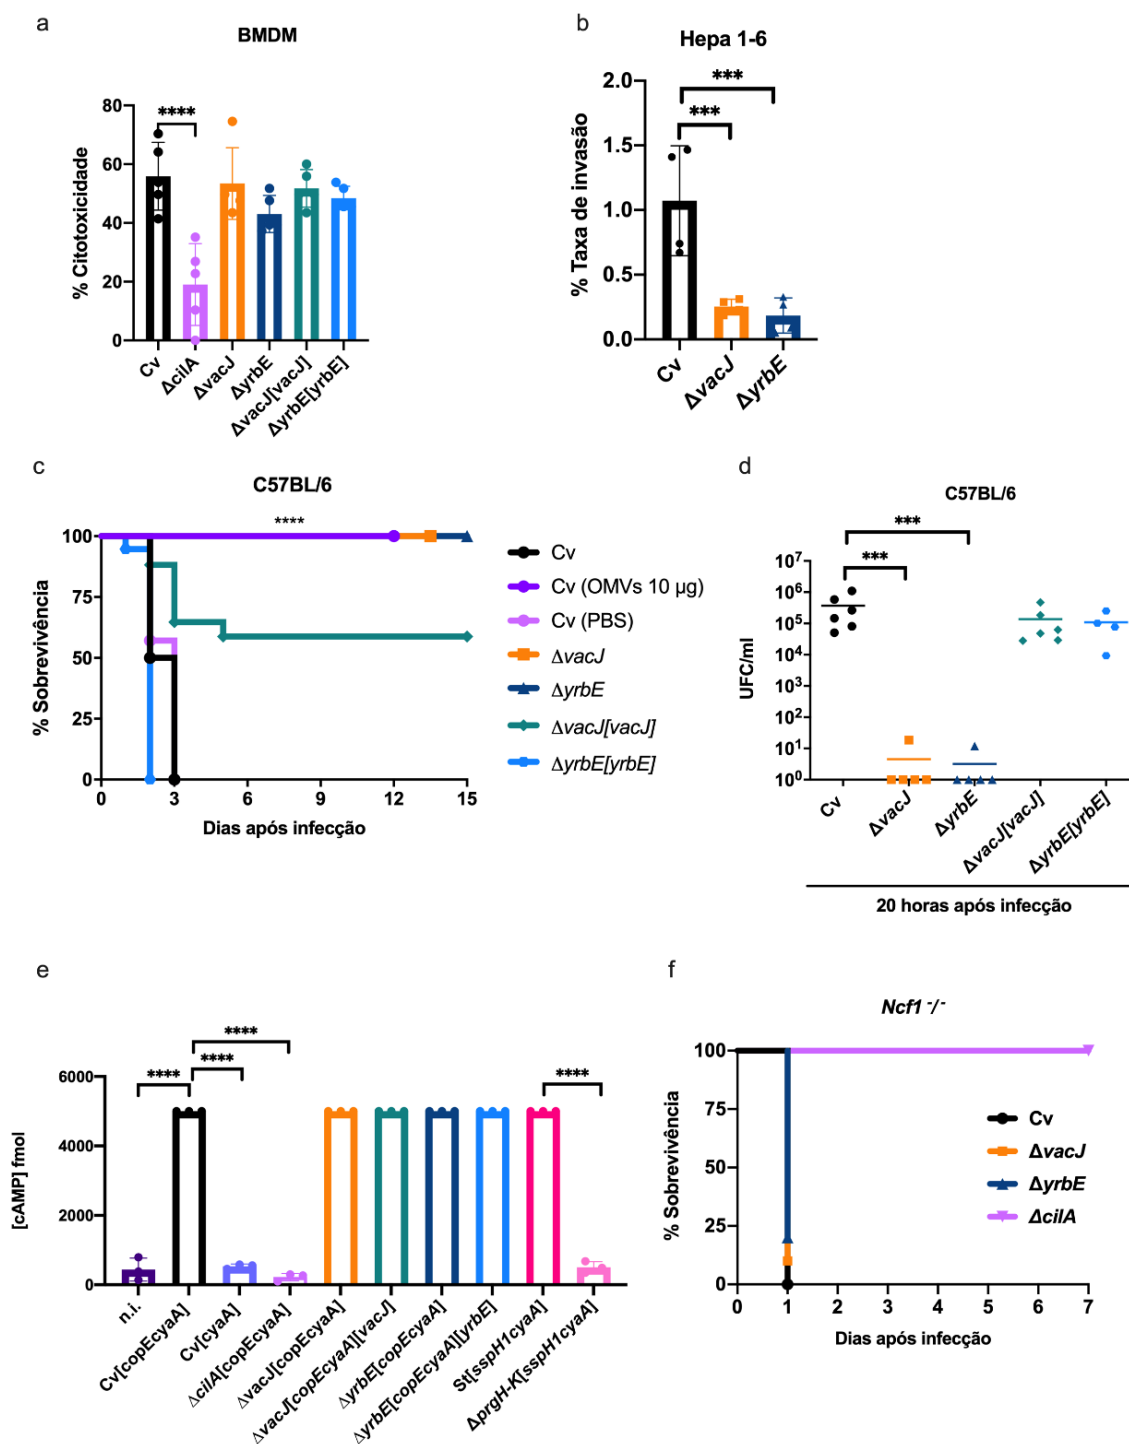 a
BMDM
% Citotoxicidade
80
60
40
20
0
****
Cv
ΔcilA
ΔvacJ
ΔyrbE
ΔvacJ[vacJ]
ΔyrbE[yrbE]
b
Hepa 1-6
% Taxa de invasão
2.0
1.5
1.0
0.5
0.0
***
***
Cv
ΔvacJ
ΔyrbE
c
C57BL/6
% Sobrevivência
100
75
50
25
0
****
0 3 6 9 12 15
Dias após infecção
Cv
Cv (OMVs 10 µg)
Cv (PBS)
ΔvacJ
ΔyrbE
ΔvacJ[vacJ]
ΔyrbE[yrbE]
d
C57BL/6
UFC/ml
10⁷
10⁶
10⁵
10⁴
10³
10²
10¹
10⁰
***
***
Cv
ΔvacJ
ΔyrbE
ΔvacJ[vacJ]
ΔyrbE[yrbE]
20 horas após infecção
e
[cAMP] fmol
6000
4000
2000
0
****
****
****
****
n.i.
Cv[copEcyaA]
Cv[cyaA]
ΔcilA[copEcyaA]
ΔvacJ[copEcyaA]
ΔvacJ[copEcyaA][vacJ]
ΔyrbE[copEcyaA]
ΔyrbE[copEcyaA][yrbE]
St[sspH1cyaA]
ΔprgH-K[sspH1cyaA]
f
Ncf1 -/-
% Sobrevivência
100
75
50
25
0
0 1 2 3 4 5 6 7
Dias após infecção
Cv
ΔvacJ
ΔyrbE
ΔcilA